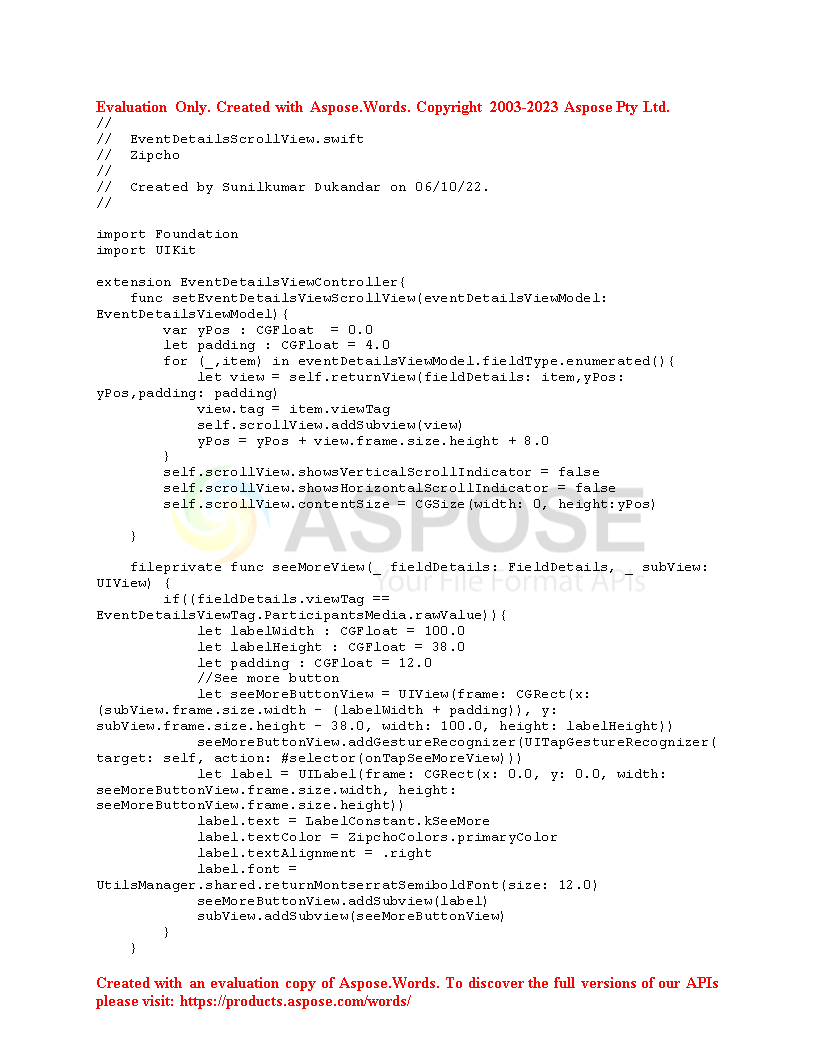 Evaluation Only. Created with Aspose.Words. Copyright 2003-2023 Aspose Pty Ltd.
//
//  EventDetailsScrollView.swift
//  Zipcho
//
//  Created by Sunilkumar Dukandar on 06/10/22.
//
import Foundation
import UIKit
extension EventDetailsViewController{
    func setEventDetailsViewScrollView(eventDetailsViewModel:
EventDetailsViewModel){
        var yPos : CGFloat  = 0.0
        let padding : CGFloat = 4.0
        for (_,item) in eventDetailsViewModel.fieldType.enumerated(){
            let view = self.returnView(fieldDetails: item,yPos:
yPos,padding: padding)
            view.tag = item.viewTag
            self.scrollView.addSubview(view)
            yPos = yPos + view.frame.size.height + 8.0
        }
        self.scrollView.showsVerticalScrollIndicator = false
        self.scrollView.showsHorizontalScrollIndicator = false
        self.scrollView.contentSize = CGSize(width: 0, height:yPos)
ASPOSE
    }
    fileprivate func seeMoreView(_ fieldDetails: FieldDetails, _ subView:
Your File Format APIs
UIView) {
        if((fieldDetails.viewTag ==
EventDetailsViewTag.ParticipantsMedia.rawValue)){
            let labelWidth : CGFloat = 100.0
            let labelHeight : CGFloat = 38.0
            let padding : CGFloat = 12.0
            //See more button
            let seeMoreButtonView = UIView(frame: CGRect(x:
(subView.frame.size.width - (labelWidth + padding)), y:
subView.frame.size.height - 38.0, width: 100.0, height: labelHeight))
            seeMoreButtonView.addGestureRecognizer(UITapGestureRecognizer(
target: self, action: #selector(onTapSeeMoreView)))
            let label = UILabel(frame: CGRect(x: 0.0, y: 0.0, width:
seeMoreButtonView.frame.size.width, height:
seeMoreButtonView.frame.size.height))
            label.text = LabelConstant.kSeeMore
            label.textColor = ZipchoColors.primaryColor
            label.textAlignment = .right
            label.font =
UtilsManager.shared.returnMontserratSemiboldFont(size: 12.0)
            seeMoreButtonView.addSubview(label)
            subView.addSubview(seeMoreButtonView)
        }
    }
Created with an evaluation copy of Aspose.Words. To discover the full versions of our APIs
please visit: https://products.aspose.com/words/